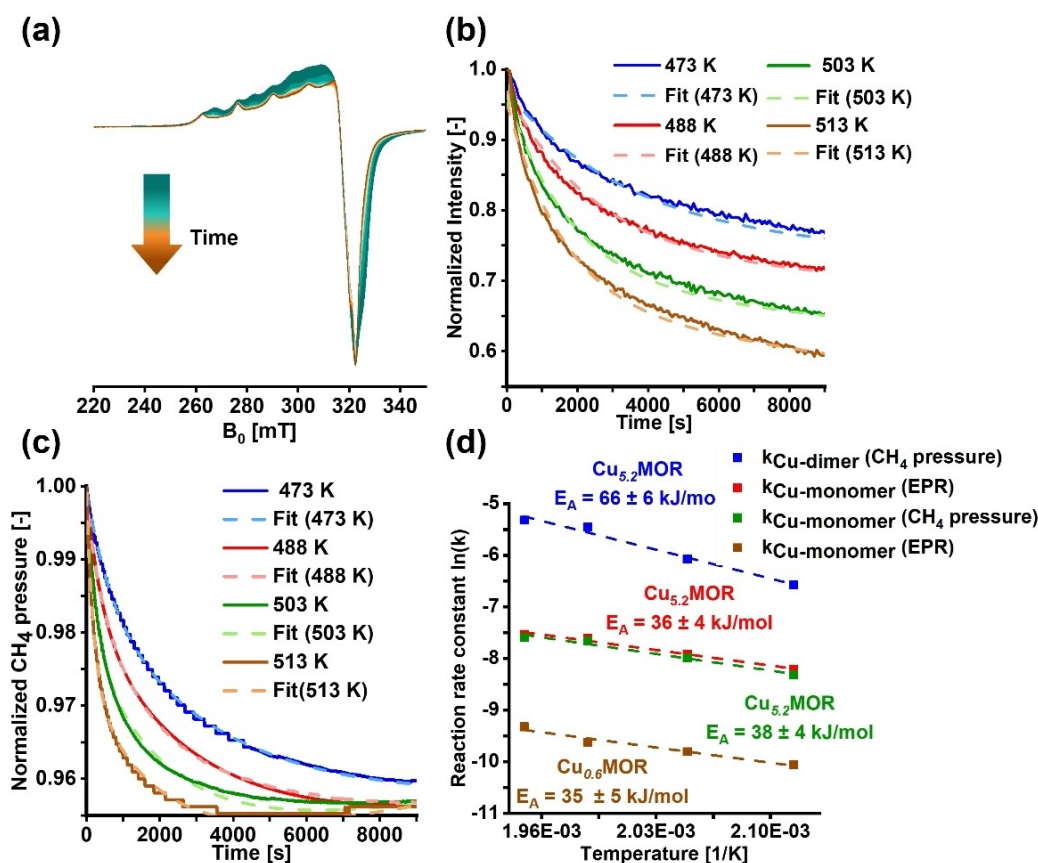 (a)
Time
220 240 260 280 300 320 340
B0 [mT]
(b)
473 K
503 K
Fit (473 K)
Fit (503 K)
488 K
513 K
Fit (488 K)
Fit (513 K)
Normalized Intensity [-]
1.0
0.9
0.8
0.7
0.6
0 2000 4000 6000 8000
Time [s]
(c)
473 K
Fit (473 K)
488 K
Fit (488 K)
503 K
Fit (503 K)
513 K
Fit(513 K)
Normalized CH4 pressure [-]
1.00
0.99
0.98
0.97
0.96
0 2000 4000 6000 8000
Time [s]
(d)
kCu-dimer (CH4 pressure)
kCu-monomer (EPR)
kCu-monomer (CH4 pressure)
kCu-monomer (EPR)
Cu5.2MOR
EA = 66 ± 6 kJ/mo
Cu5.2MOR
EA = 36 ± 4 kJ/mol
Cu5.2MOR
EA = 38 ± 4 kJ/mol
Cu0.6MOR
EA = 35 ± 5 kJ/mol
Reaction rate constant ln(k)
-5
-6
-7
-8
-9
-10
-11
1.96E-03 2.03E-03 2.10E-03
Temperature [1/K]